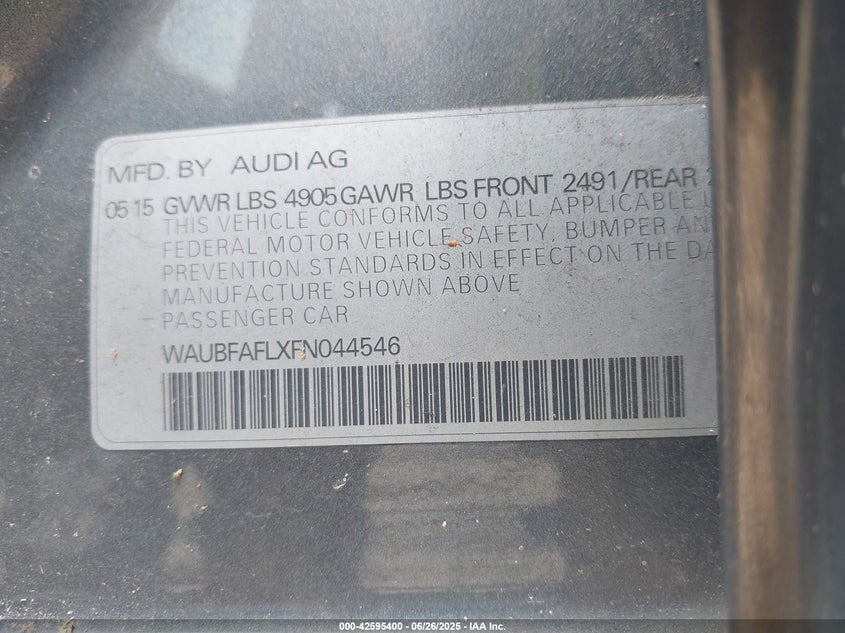 MFD. BY AUDI AG
05 15 GVWR LBS 4905 GAWR LBS FRONT 2491/REAR
THIS VEHICLE CONFORMS TO ALL APPLICABLE
FEDERAL MOTOR VEHICLE SAFETY, BUMPER
PREVENTION STANDARDS IN EFFECT ON THE
MANUFACTURE SHOWN ABOVE
PASSENGER CAR
WAUBFAFLXFN044546
000-42595400 - 06/26/2025 - IAA Inc.